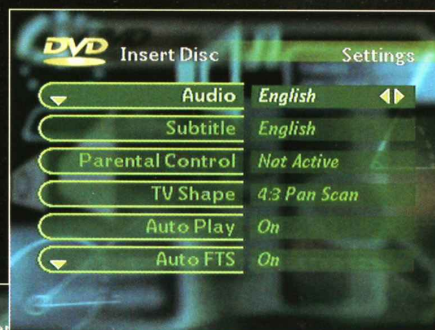 DVD Insert Disc Settings
Audio English
Subtitle English
Parental Control Not Active
TV Shape 4:3 Pan Scan
Auto Play On
Auto FTS On